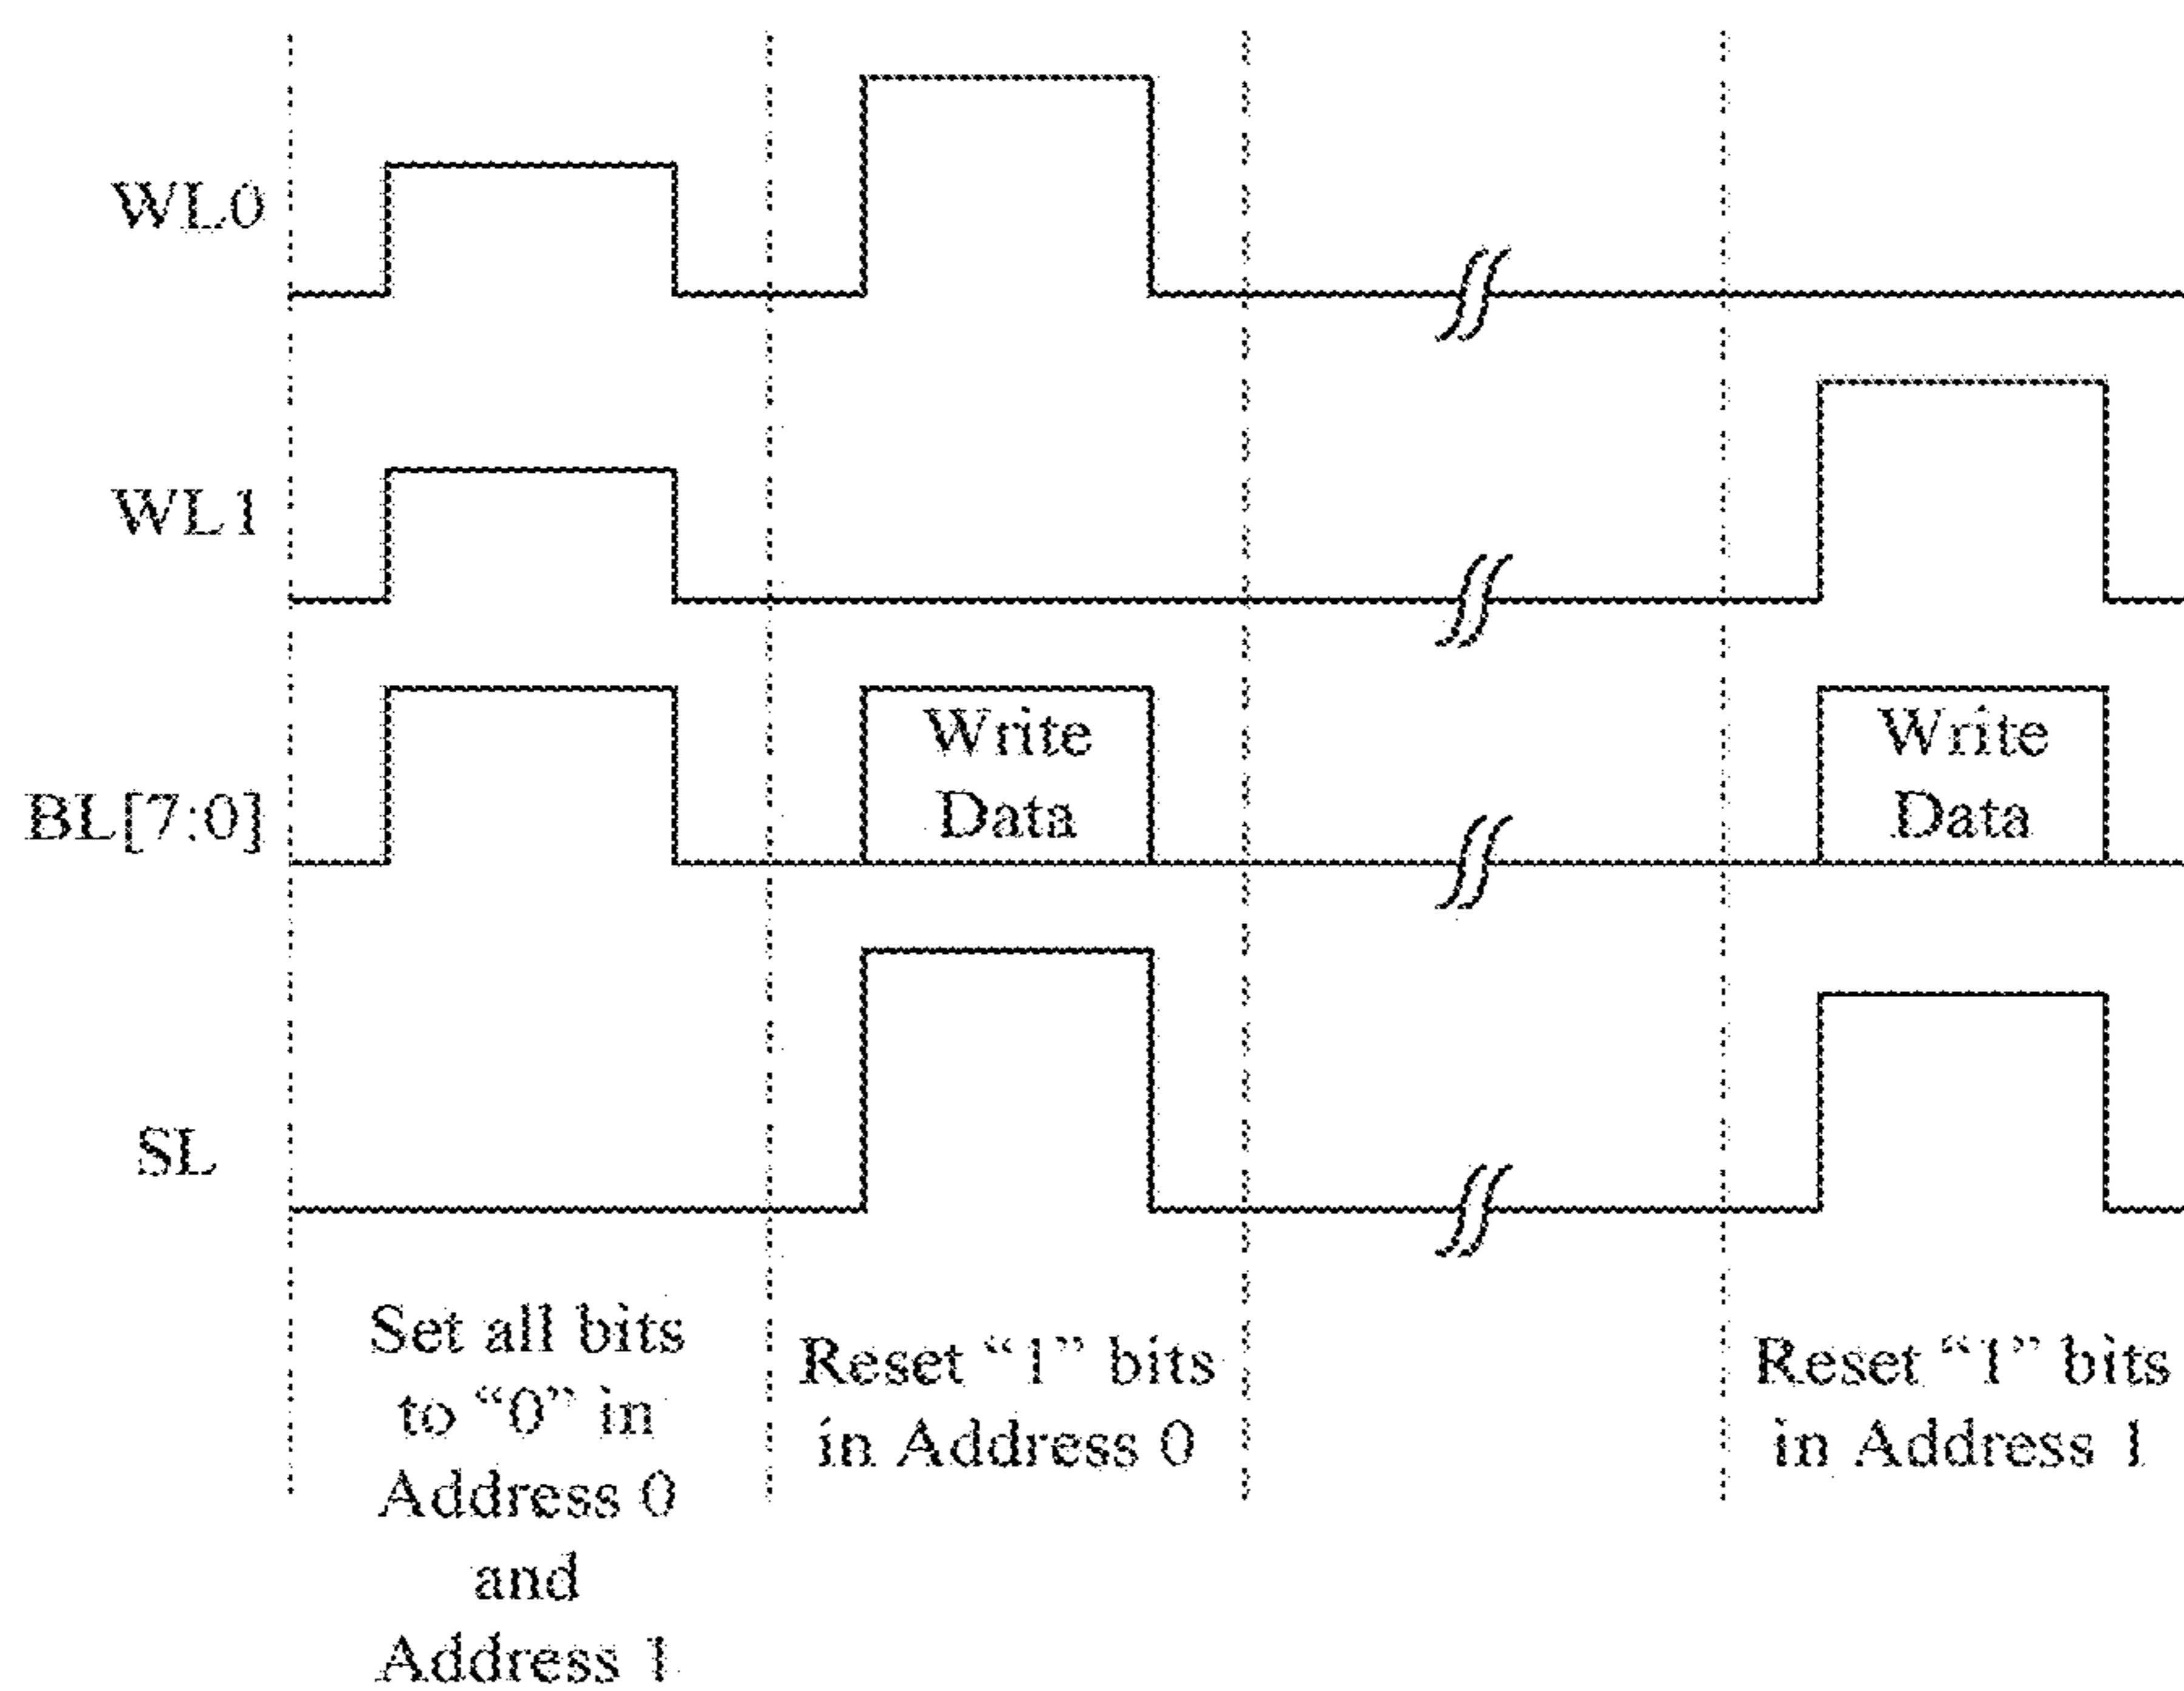 WL0
WL1
BL[7:0]
Write
Data
Write
Data
SL
Set all bits
to “0” in
Address 0
and
Address 1
Reset “1” bits
in Address 0
Reset “1” bits
in Address 1